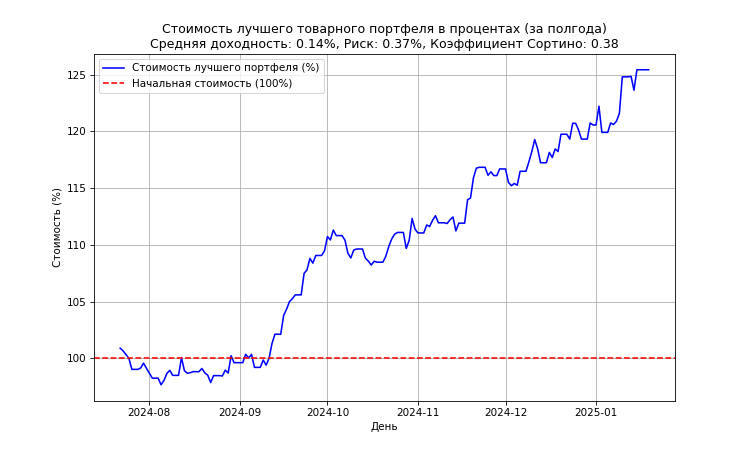 Стоимость лучшего товарного портфеля в процентах (за полгода)
Средняя доходность: 0.14%, Риск: 0.37%, Коэффициент Сортино: 0.38
Стоимость лучшего портфеля (%)
Начальная стоимость (100%)
Стоимость (%)
125
120
115
110
105
100
2024-08 2024-09 2024-10 2024-11 2024-12 2025-01
День